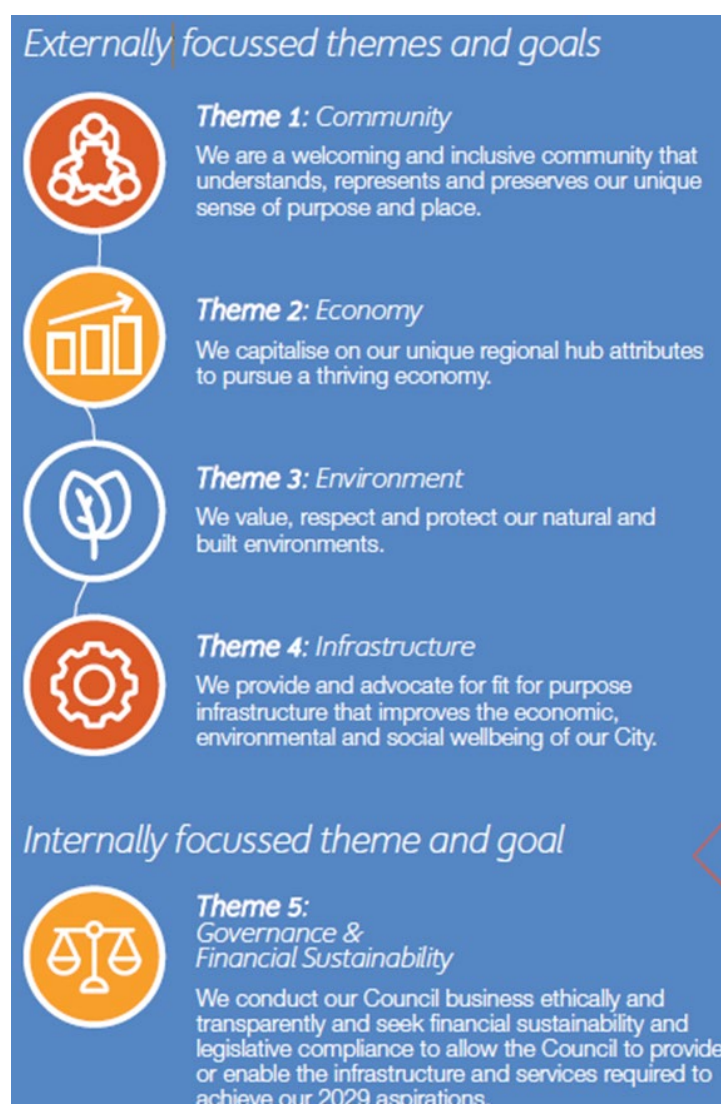 Externally focussed themes and goals
Theme 1: Community
We are a welcoming and inclusive community that
understands, represents and preserves our unique
sense of purpose and place.
Theme 2: Economy
We capitalise on our unique regional hub attributes
to pursue a thriving economy.
Theme 3: Environment
We value, respect and protect our natural and
built environments.
Theme 4: Infrastructure
We provide and advocate for fit for purpose
infrastructure that improves the economic,
environmental and social wellbeing of our City.
Internally focussed theme and goal
Theme 5:
Governance &
Financial Sustainability
We conduct our Council business ethically and
transparently and seek financial sustainability and
legislative compliance to allow the Council to provide
or enable the infrastructure and services required to
achieve our 2029 aspirations.